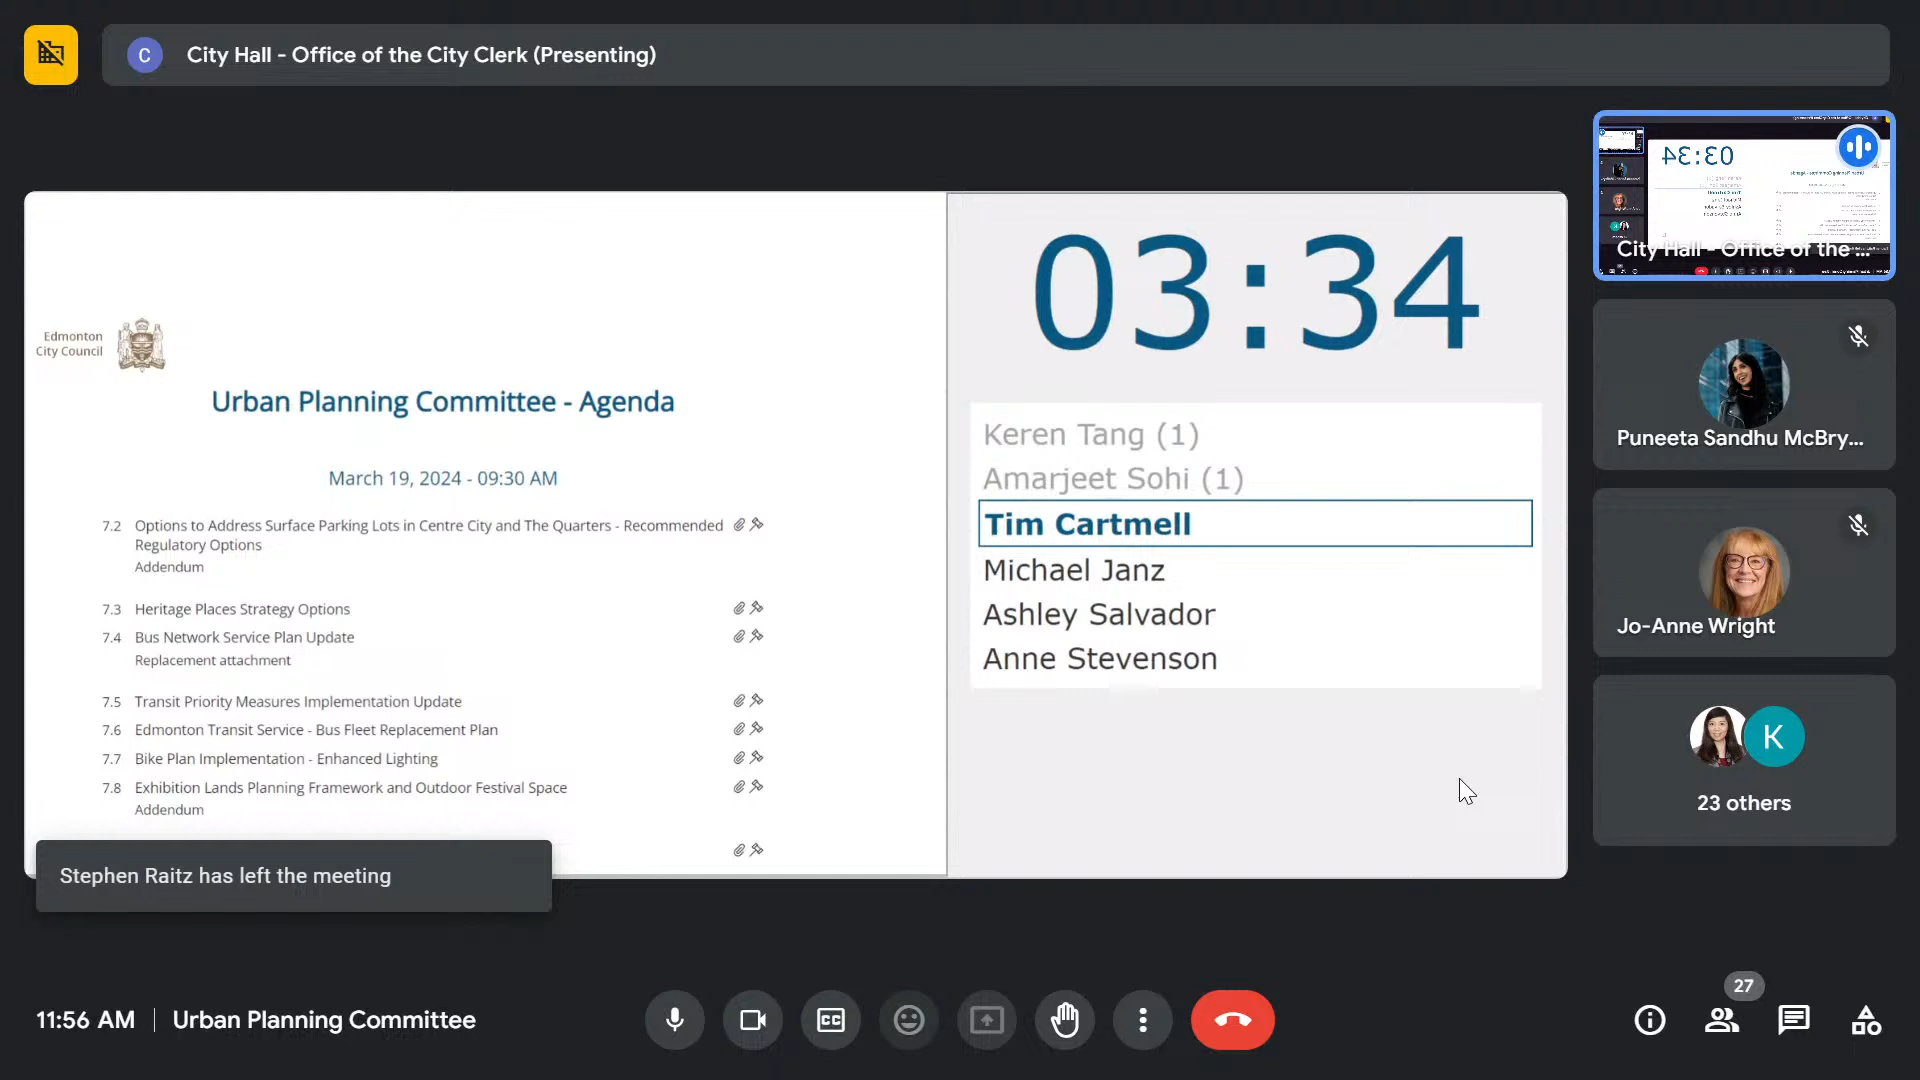 C City Hall - Office of the City Clerk (Presenting)
Edmonton
City Council
Urban Planning Committee - Agenda
March 19, 2024 - 09:30 AM
7.2 Options to Address Surface Parking Lots in Centre City and The Quarters - Recommended
Regulatory Options
Addendum
7.3 Heritage Places Strategy Options
7.4 Bus Network Service Plan Update
Replacement attachment
7.5 Transit Priority Measures Implementation Update
7.6 Edmonton Transit Service - Bus Fleet Replacement Plan
7.7 Bike Plan Implementation - Enhanced Lighting
7.8 Exhibition Lands Planning Framework and Outdoor Festival Space
Addendum
03:34
Keren Tang (1)
Amarjeet Sohi (1)
Tim Cartmell
Michael Janz
Ashley Salvador
Anne Stevenson
03:34
City Hall - Office of the ...
Puneeta Sandhu McBry...
Jo-Anne Wright
K
23 others
Stephen Raitz has left the meeting
11:56 AM | Urban Planning Committee
CC
27